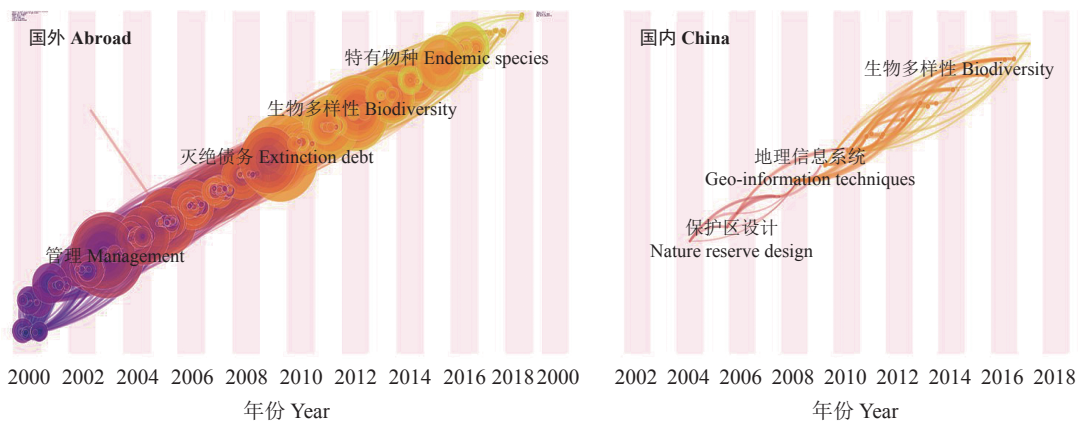 国外 Abroad
特有物种 Endemic species
生物多样性 Biodiversity
灭绝债务 Extinction debt
管理 Management
2000 2002 2004 2006 2008 2010 2012 2014 2016 2018 2000
年份 Year
国内 China
生物多样性 Biodiversity
地理信息系统
Geo-information techniques
保护区设计
Nature reserve design
2002 2004 2006 2008 2010 2012 2014 2016 2018
年份 Year